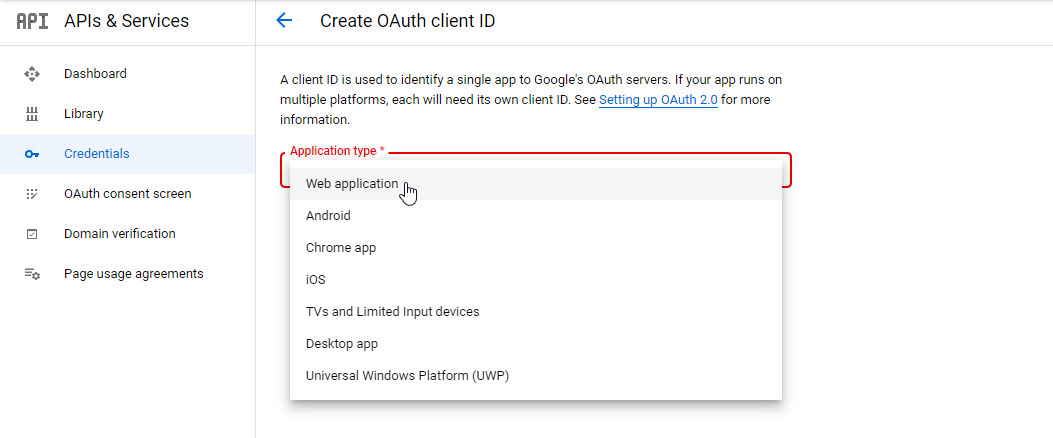 API APIs & Services
Create OAuth client ID
Dashboard
Library
Credentials
OAuth consent screen
Domain verification
Page usage agreements
A client ID is used to identify a single app to Google's OAuth servers. If your app runs on
multiple platforms, each will need its own client ID. See Setting up OAuth 2.0 for more
information.
Application type *
Web application
Android
Chrome app
iOS
TVs and Limited Input devices
Desktop app
Universal Windows Platform (UWP)